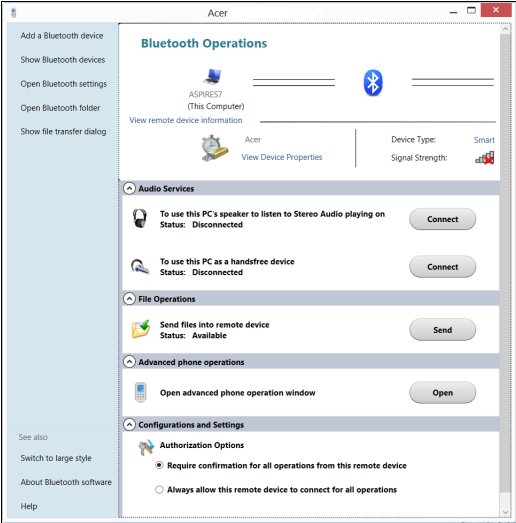 Acer
Add a Bluetooth device
Show Bluetooth devices
Open Bluetooth settings
Open Bluetooth folder
Show file transfer dialog
Bluetooth Operations
ASPIRES7
(This Computer)
View remote device information
Acer
View Device Properties
Device Type: Smart
Signal Strength:
Audio Services
To use this PC's speaker to listen to Stereo Audio playing on
Status: Disconnected
Connect
To use this PC as a handsfree device
Status: Disconnected
Connect
File Operations
Send files into remote device
Status: Available
Send
Advanced phone operations
Open advanced phone operation window
Open
Configurations and Settings
Authorization Options
Require confirmation for all operations from this remote device
Always allow this remote device to connect for all operations
See also
Switch to large style
About Bluetooth software
Help